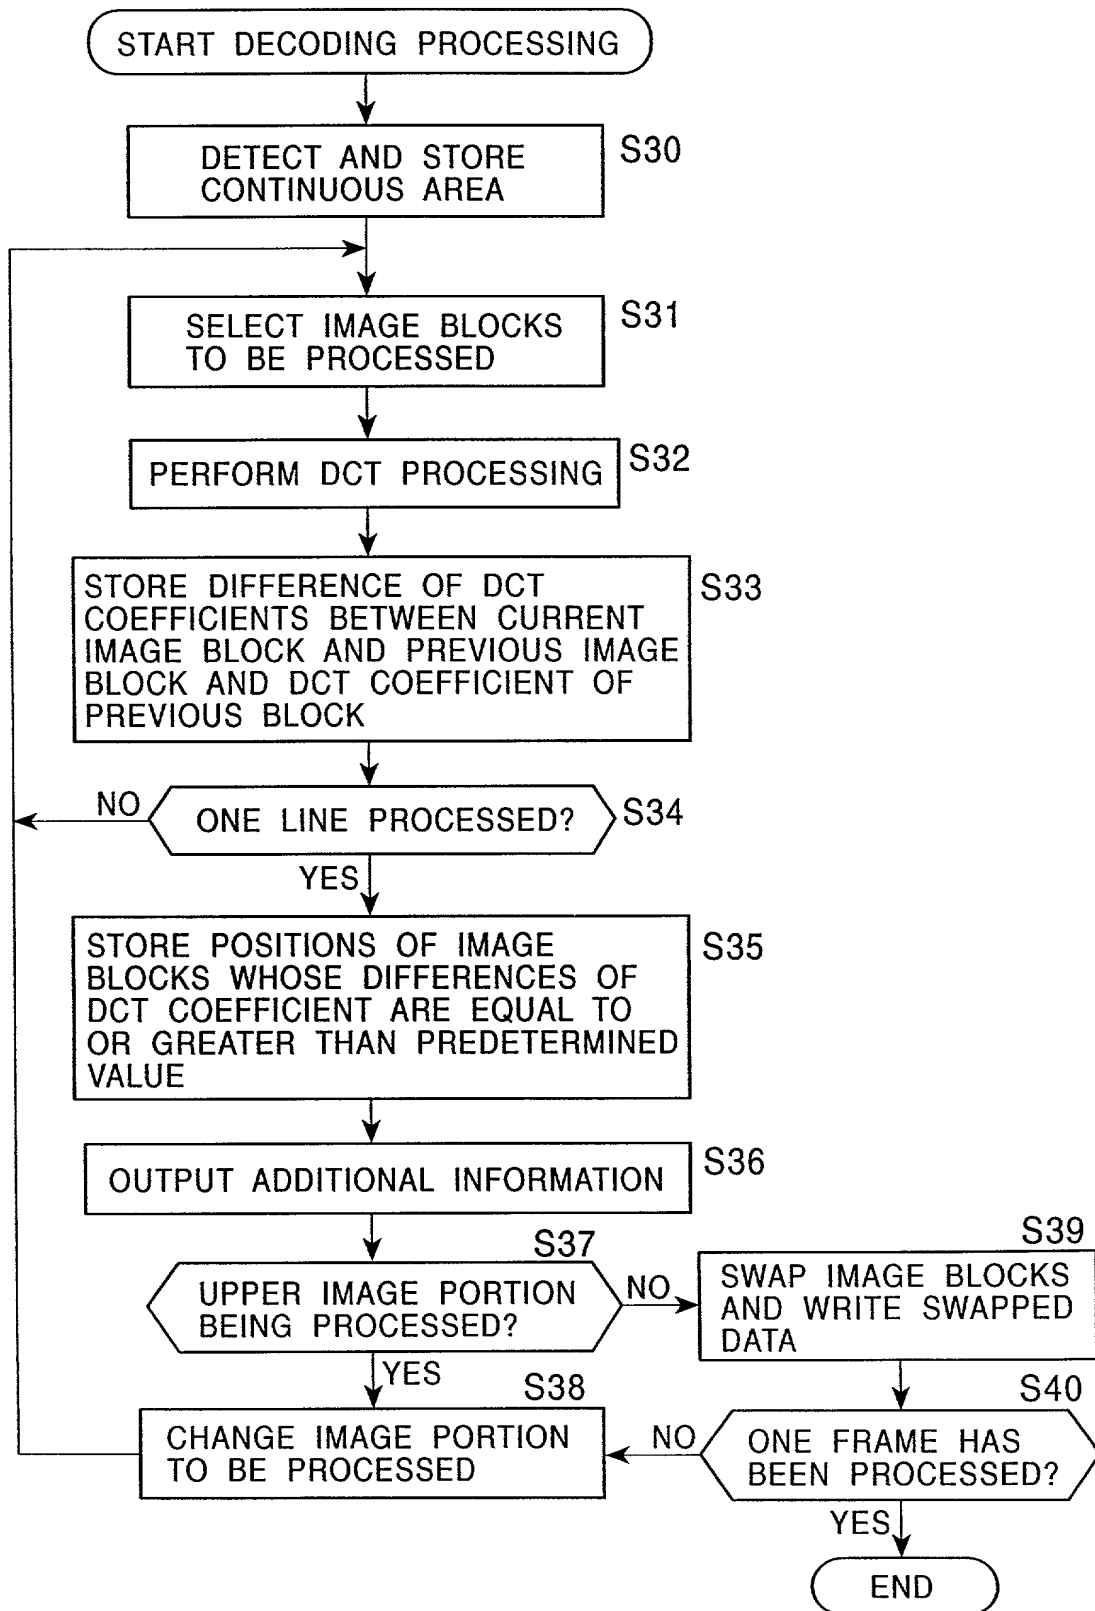 START DECODING PROCESSING
DETECT AND STORE
CONTINUOUS AREA
S30
SELECT IMAGE BLOCKS
TO BE PROCESSED
S31
PERFORM DCT PROCESSING
S32
STORE DIFFERENCE OF DCT
COEFFICIENTS BETWEEN CURRENT
IMAGE BLOCK AND PREVIOUS IMAGE
BLOCK AND DCT COEFFICIENT OF
PREVIOUS BLOCK
S33
NO
ONE LINE PROCESSED?
S34
YES
STORE POSITIONS OF IMAGE
BLOCKS WHOSE DIFFERENCES OF
DCT COEFFICIENT ARE EQUAL TO
OR GREATER THAN PREDETERMINED
VALUE
S35
OUTPUT ADDITIONAL INFORMATION
S36
S37
UPPER IMAGE PORTION
BEING PROCESSED?
NO
YES
S39
SWAP IMAGE BLOCKS
AND WRITE SWAPPED
DATA
S38
CHANGE IMAGE PORTION
TO BE PROCESSED
S40
NO
ONE FRAME HAS
BEEN PROCESSED?
YES
END